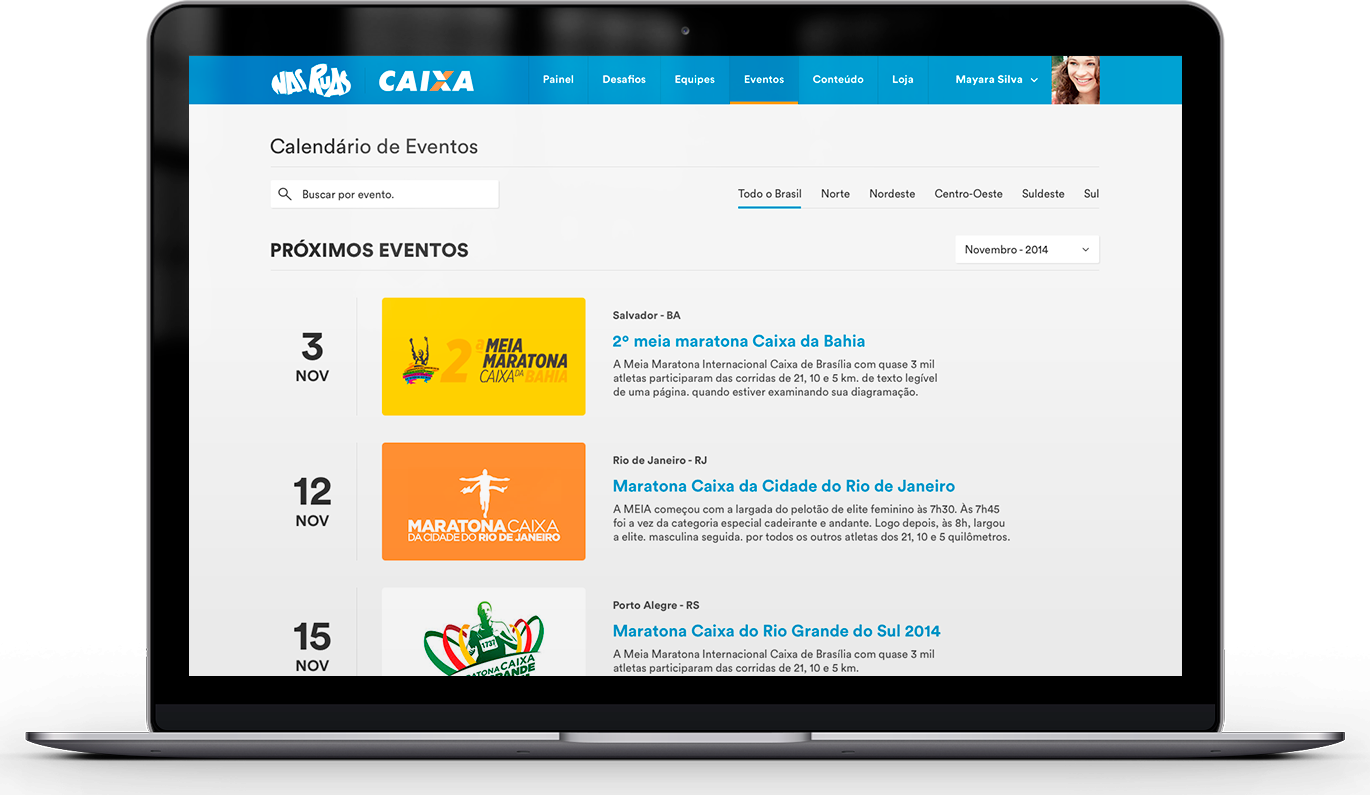 NAS RUAS CAIXA Painel Desafios Equipes Eventos Conteúdo Loja Mayara Silva
Calendário de Eventos
Buscar por evento. Todo o Brasil Norte Nordeste Centro-Oeste Suldeste Sul
PRÓXIMOS EVENTOS Novembro - 2014
3
NOV
2ª MEIA
MARATONA
CAIXA DA BAHIA
Salvador - BA
2º meia maratona Caixa da Bahia
A Meia Maratona Internacional Caixa de Brasília com quase 3 mil
atletas participaram das corridas de 21, 10 e 5 km. de texto legível
de uma página. quando estiver examinando sua diagramação.
12
NOV
MARATONA CAIXA
DA CIDADE DO RIO DE JANEIRO
Rio de Janeiro - RJ
Maratona Caixa da Cidade do Rio de Janeiro
A MEIA começou com a largada do pelotão de elite feminino às 7h30. Às 7h45
foi a vez da categoria especial cadeirante e andante. Logo depois, às 8h, largou
a elite. masculina seguida. por todos os outros atletas dos 21, 10 e 5 quilômetros.
15
NOV
1737
CAIXA
Porto Alegre - RS
Maratona Caixa do Rio Grande do Sul 2014
A Meia Maratona Internacional Caixa de Brasília com quase 3 mil
atletas participaram das corridas de 21, 10 e 5 km.